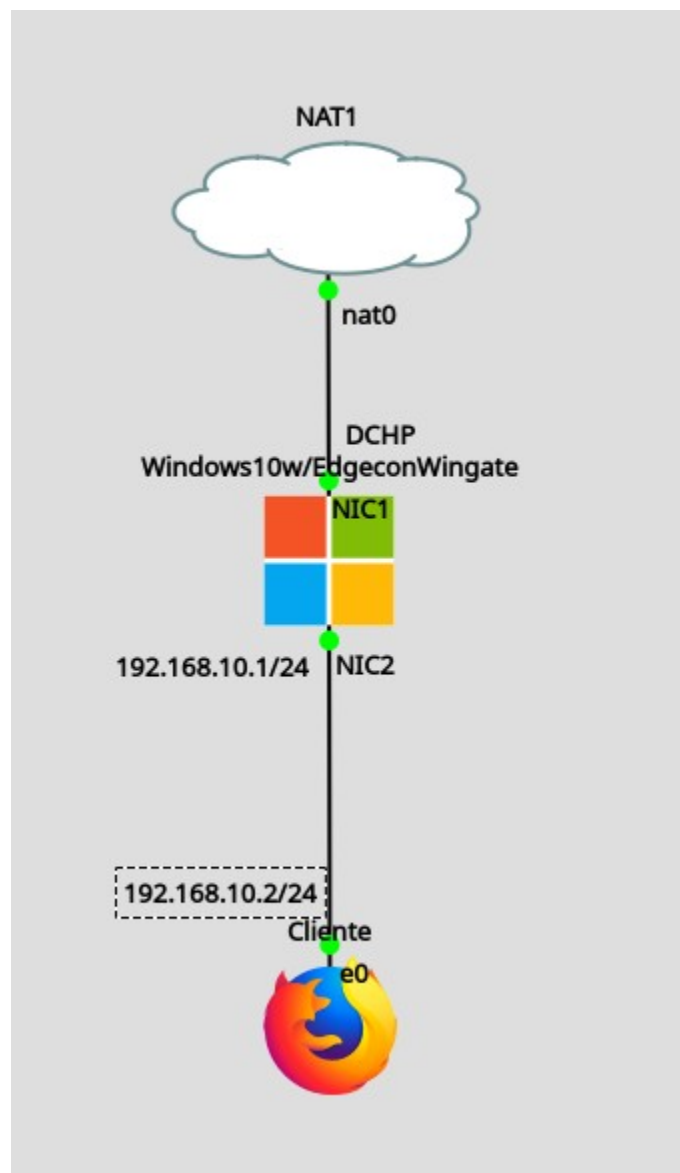 NAT1
nat0
DCHP
Windows10w/EdgeconWingate
NIC1
192.168.10.1/24
NIC2
192.168.10.2/24
Cliente
e0